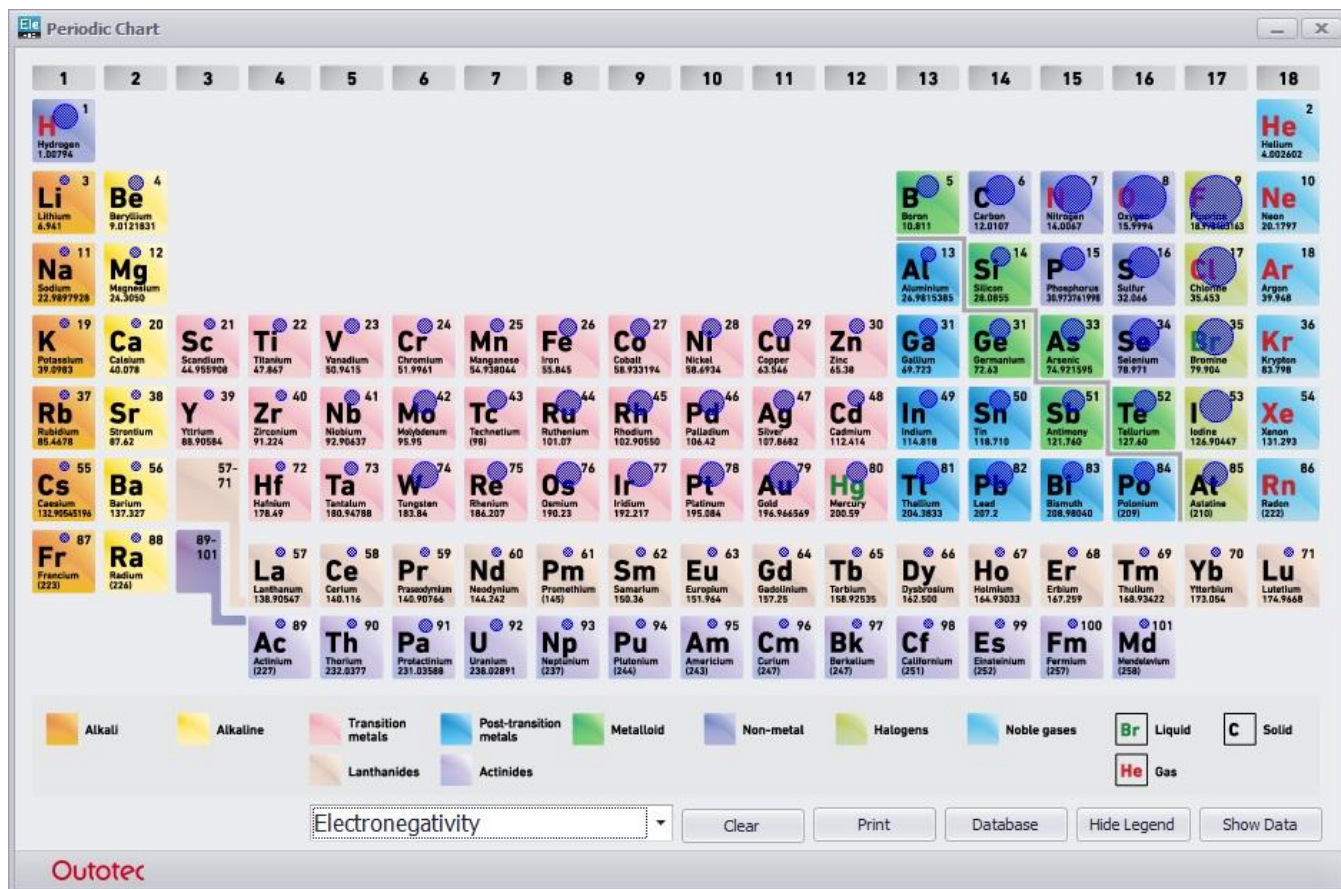 Ele
Periodic Chart
1 2 3 4 5 6 7 8 9 10 11 12 13 14 15 16 17 18
1 2
H He
Hydrogen Helium
1.00794 4.002602
3 4 5 6 7 8 9 10
Li Be B C N O F Ne
Lithium Beryllium Boron Carbon Nitrogen Oxygen Fluorine Neon
6.941 9.0121831 10.811 12.0107 14.0067 15.9994 20.1797
11 12 13 14 15 16 17 18
Na Mg Al Si P S Cl Ar
Sodium Magnesium Aluminium Silicon Phosphorus Sulfur Chlorine Argon
22.9897928 24.3050 26.9815385 28.0855 30.973761998 32.066 35.453 39.948
19 20 21 22 23 24 25 26 27 28 29 30 31 31 33 34 35 36
K Ca Sc Ti V Cr Mn Fe Co Ni Cu Zn Ga Ge As Se Br Kr
Potassium Calsium Scandium Titanium Vanadium Chromium Manganese Iron Cobalt Nickel Copper Zinc Gallium Germanium Arsenic Selenium Bromine Krypton
39.0983 40.078 44.955908 47.867 50.9415 51.9961 54.938044 55.845 58.933194 58.6934 63.546 65.38 69.723 72.63 74.921595 78.971 79.904 83.798
37 38 39 40 41 42 43 44 45 46 47 48 49 50 51 52 53 54
Rb Sr Y Zr Nb Mo Tc Ru Rh Pd Ag Cd In Sn Sb Te I Xe
Rubidium Strontium Yttrium Zirconium Niobium Molybdenum Technetium Ruthenium Rhodium Palladium Silver Cadmium Indium Tin Antimony Tellurium Iodine Xenon
85.4678 87.62 88.90584 91.224 92.90637 95.95 (98) 101.07 102.90550 106.42 107.8682 112.414 114.818 118.710 121.760 127.60 126.90447 131.293
55 56 57-71 72 73 74 75 76 77 78 79 80 81 82 83 84 85 86
Cs Ba Hf Ta W Re Os Ir Pt Au Hg Tl Pb Bi Po At Rn
Caesium Barium Hafnium Tantalum Tungsten Rhenium Osmium Iridium Platinum Gold Mercury Thallium Lead Bismuth Polonium Astatine Radon
132.90545196 137.327 178.49 180.94788 183.84 186.207 190.23 192.217 195.084 196.966569 200.59 204.3833 207.2 208.98040 (209) (210) (222)
87 88 89-101
Fr Ra
Francium Radium
(223) (226)
57 58 59 60 61 62 63 64 65 66 67 68 69 70 71
La Ce Pr Nd Pm Sm Eu Gd Tb Dy Ho Er Tm Yb Lu
Lanthanum Cerium Praseodymium Neodymium Promethium Samarium Europium Gadolinium Terbium Dysbrosium Holmium Erbium Thulium Ytterbium Lutetium
138.90547 140.116 140.90766 144.242 (145) 150.36 151.964 157.25 158.92535 162.500 164.93033 167.259 168.93422 173.054 174.9668
89 90 91 92 93 94 95 96 97 98 99 100 101
Ac Th Pa U Np Pu Am Cm Bk Cf Es Fm Md
Actinium Thorium Protactinium Uranium Neptunium Plutonium Americium Curium Berkelium Californium Einsteinium Fermium Mendelevium
(227) 232.0377 231.03588 238.02891 (237) (244) (243) (247) (247) (251) (252) (257) (258)
Alkali Alkaline Transition metals Post-transition metals Metalloid Non-metal Halogens Noble gases Br Liquid C Solid
Lanthanides Actinides He Gas
Electronegativity Clear Print Database Hide Legend Show Data
Outotec